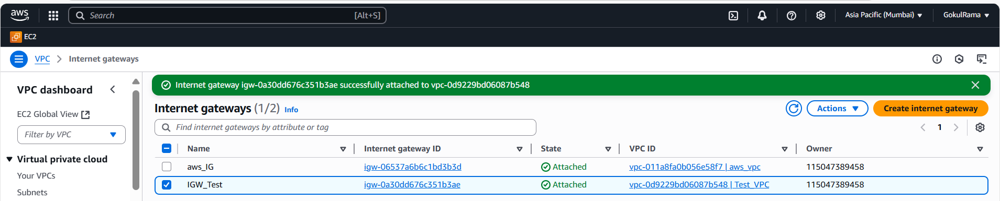 aws
Search [Alt+S]
Asia Pacific (Mumbai)
GokulRama
EC2
VPC
Internet gateways
VPC dashboard
EC2 Global View
Filter by VPC
Virtual private cloud
Your VPCs
Subnets
Internet gateway igw-0a30dd676c351b3ae successfully attached to vpc-0d9229bd06087b548
Internet gateways (1/2) Info
Actions
Create internet gateway
Find internet gateways by attribute or tag
1
Name Internet gateway ID State VPC ID Owner
aws_IG igw-06537a6b6c1bd3b3d Attached vpc-011a8fa0b056e58f7 | aws_vpc 115047389458
IGW_Test igw-0a30dd676c351b3ae Attached vpc-0d9229bd06087b548 | Test_VPC 115047389458